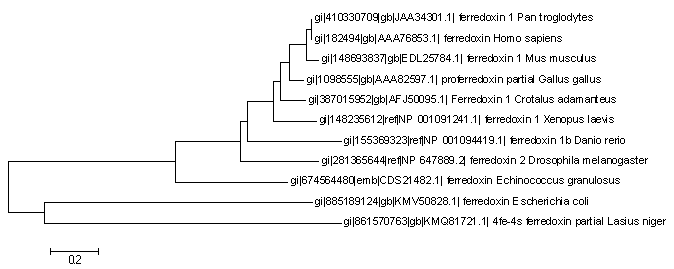 gi|410330709|gb|JAA34301.1| ferredoxin 1 Pan troglodytes
gi|182494|gb|AAA76853.1| ferredoxin Homo sapiens
gi|148693837|gb|EDL25784.1| ferredoxin 1 Mus musculus
gi|1098555|gb|AAA82597.1| proferredoxin partial Gallus gallus
gi|387015952|gb|AFJ50095.1| Ferredoxin 1 Crotalus adamanteus
gi|148235612|ref|NP 001091241.1| ferredoxin 1 Xenopus laevis
gi|155369323|ref|NP 001094419.1| ferredoxin 1b Danio rerio
gi|281365644|ref|NP 647889.2| ferredoxin 2 Drosophila melanogaster
gi|674564480|emb|CDS21482.1| ferredoxin Echinococcus granulosus
gi|885189124|gb|KMV50828.1| ferredoxin Escherichia coli
gi|861570763|gb|KMQ81721.1| 4fe-4s ferredoxin partial Lasius niger
0.2